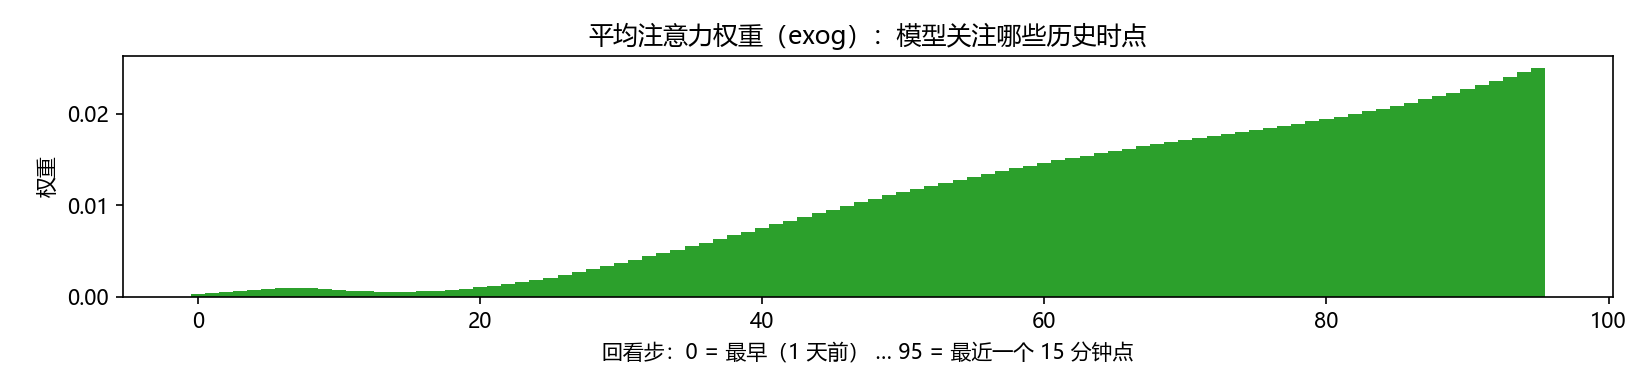 平均注意力权重（exog）：模型关注哪些历史时点
权重
0.02
0.01
0.00
0 20 40 60 80 100
回看步：0 = 最早（1 天前） … 95 = 最近一个 15 分钟点